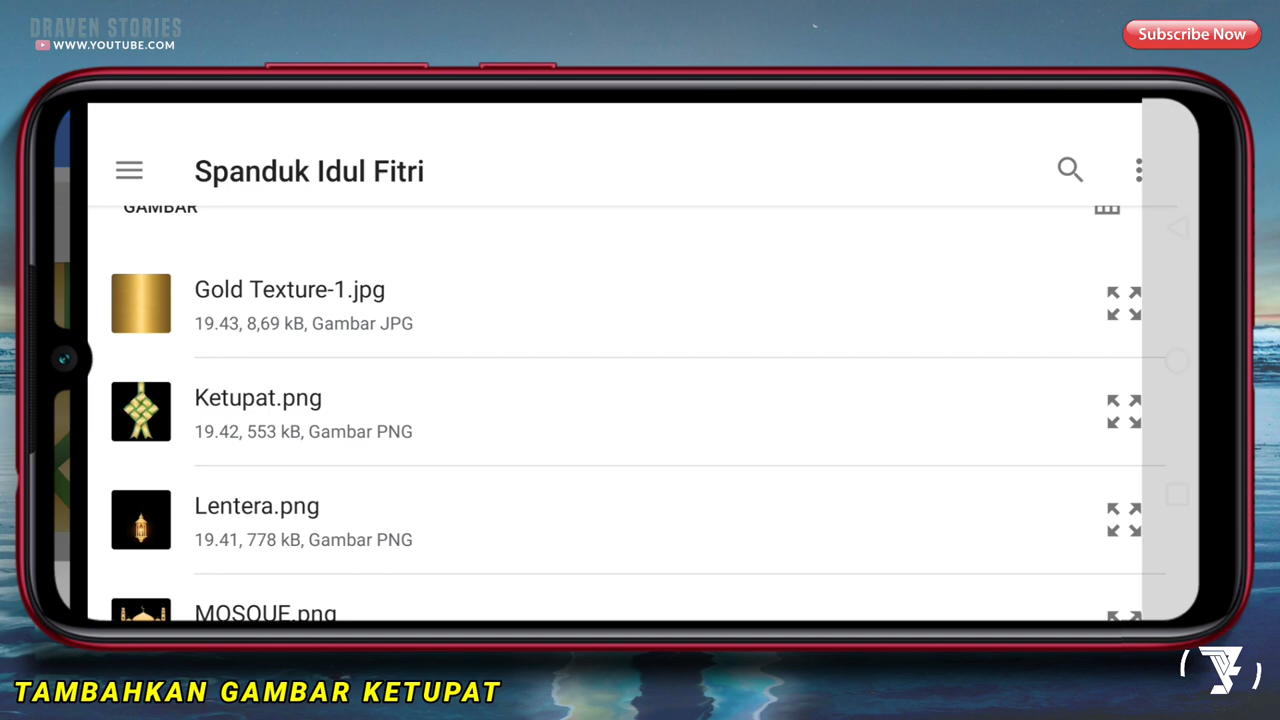 DRAVEN STORIES
WWW.YOUTUBE.COM
Subscribe Now
Spanduk Idul Fitri
GAMBAR
Gold Texture-1.jpg
19.43, 8,69 kB, Gambar JPG
Ketupat.png
19.42, 553 kB, Gambar PNG
Lentera.png
19.41, 778 kB, Gambar PNG
MOSQUE.png
TAMBAHKAN GAMBAR KETUPAT